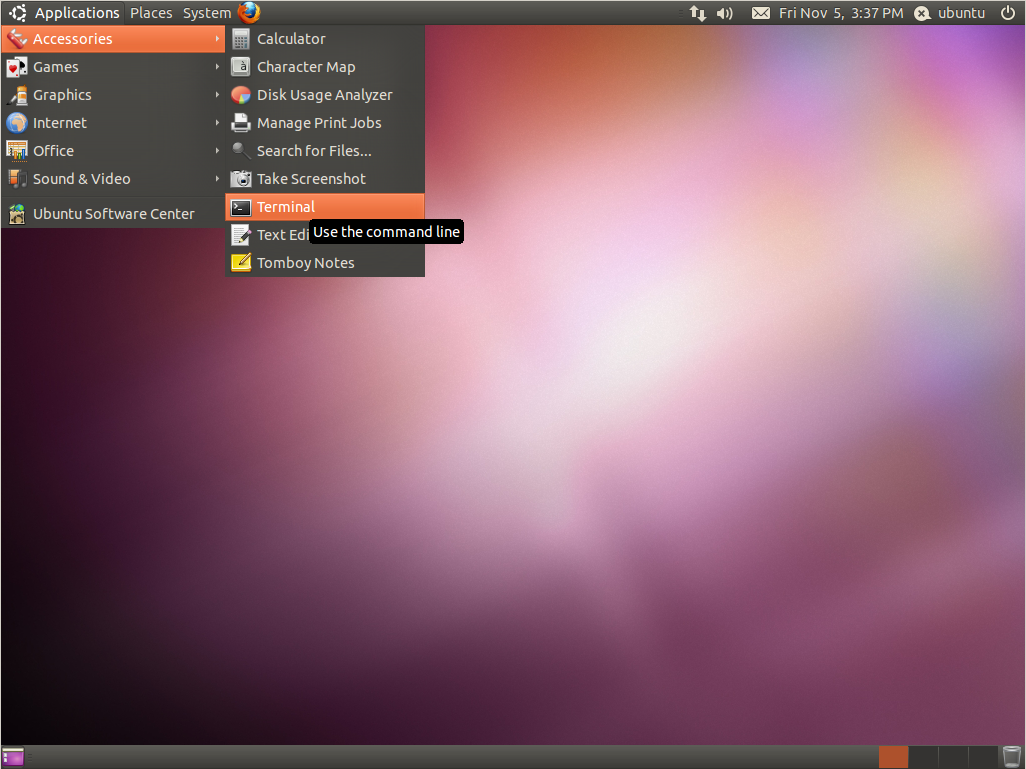 Applications Places System Fri Nov 5, 3:37 PM ubuntu
Accessories
Games
Graphics
Internet
Office
Sound & Video
Ubuntu Software Center
Calculator
Character Map
Disk Usage Analyzer
Manage Print Jobs
Search for Files...
Take Screenshot
Terminal
Text Edi
Use the command line
Tomboy Notes